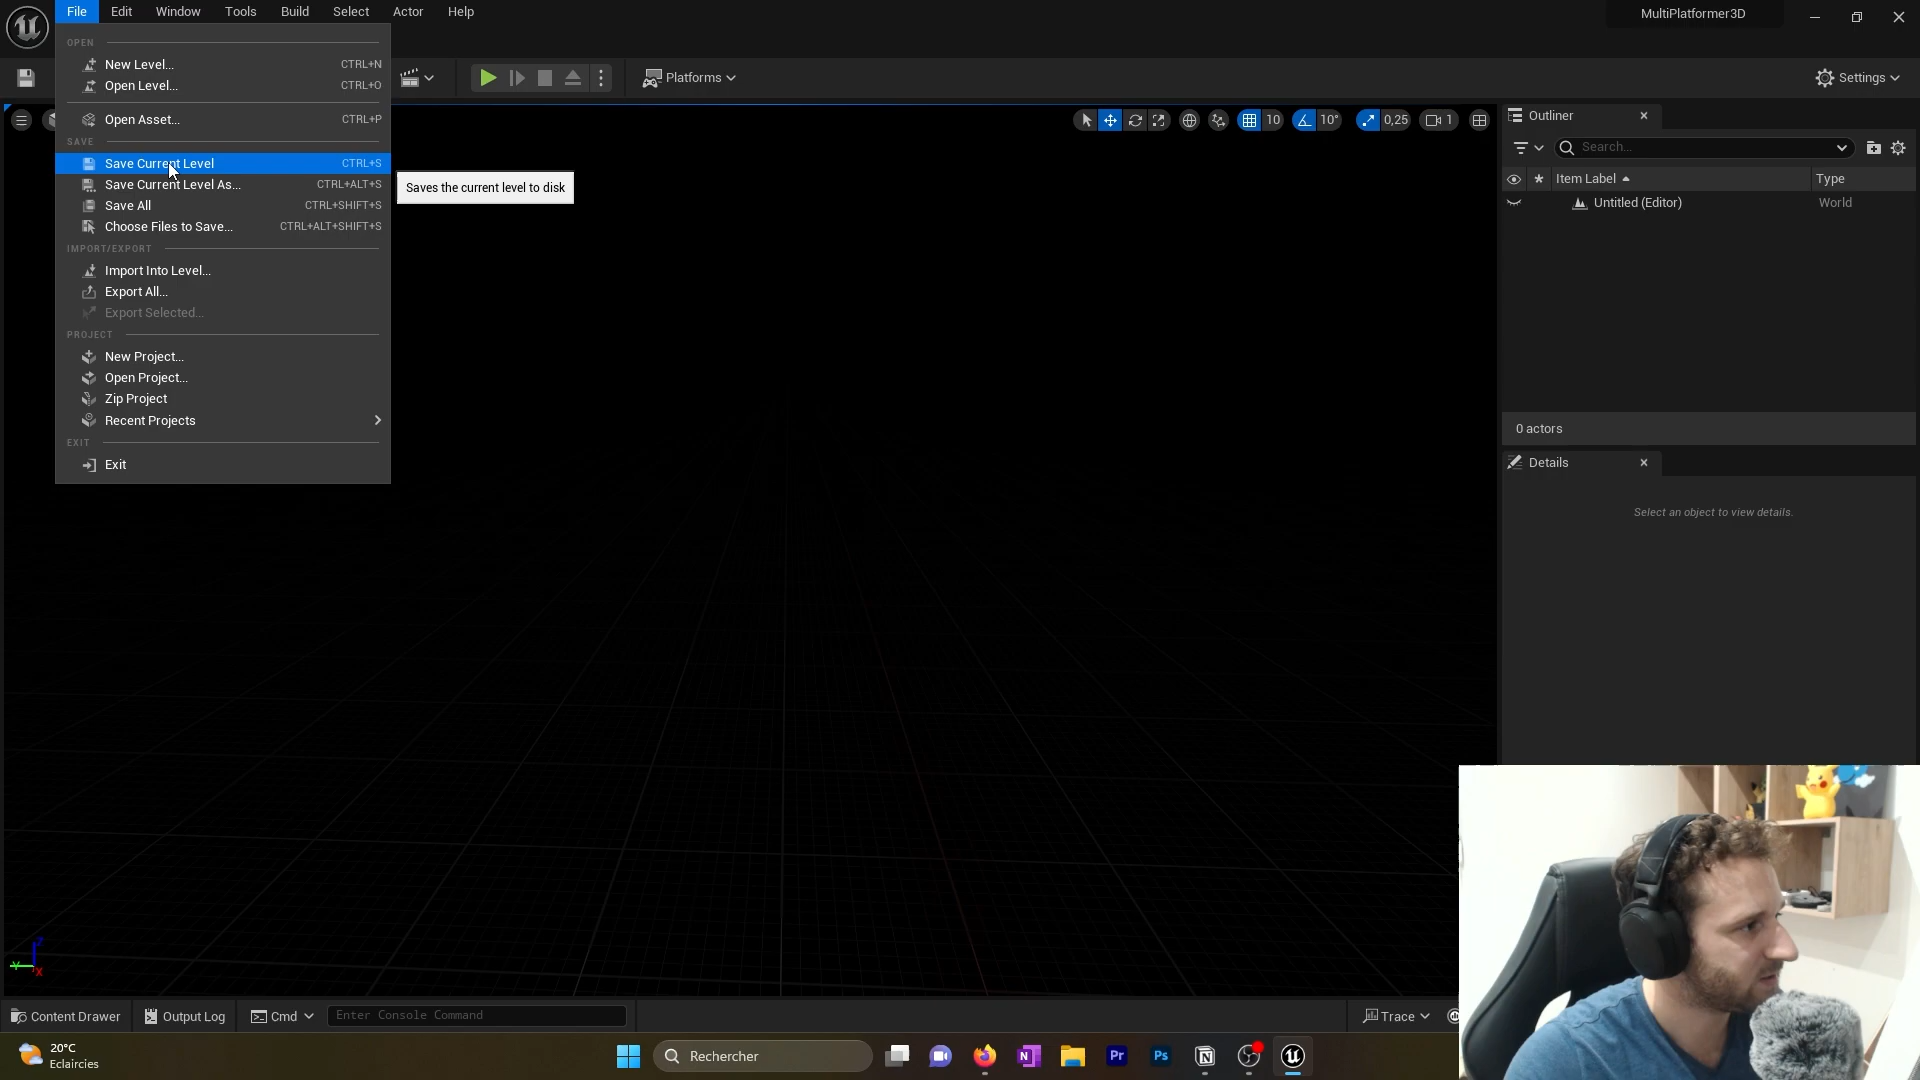 File Edit Window Tools Build Select Actor Help
MultiPlatformer3D
OPEN
New Level... CTRL+N
Open Level... CTRL+O
Open Asset... CTRL+P
SAVE
Save Current Level CTRL+S
Save Current Level As... CTRL+ALT+S
Save All CTRL+SHIFT+S
Choose Files to Save... CTRL+ALT+SHIFT+S
IMPORT/EXPORT
Import Into Level...
Export All...
Export Selected...
PROJECT
New Project...
Open Project...
Zip Project
Recent Projects
EXIT
Exit
Saves the current level to disk
Platforms
Settings
10 10° 0,25 1
Outliner
Search...
Item Label Type
Untitled (Editor) World
0 actors
Details
Select an object to view details.
Z
Y
X
Content Drawer Output Log Cmd Enter Console Command Trace
20°C
Eclaircies
Rechercher
N Pr Ps N